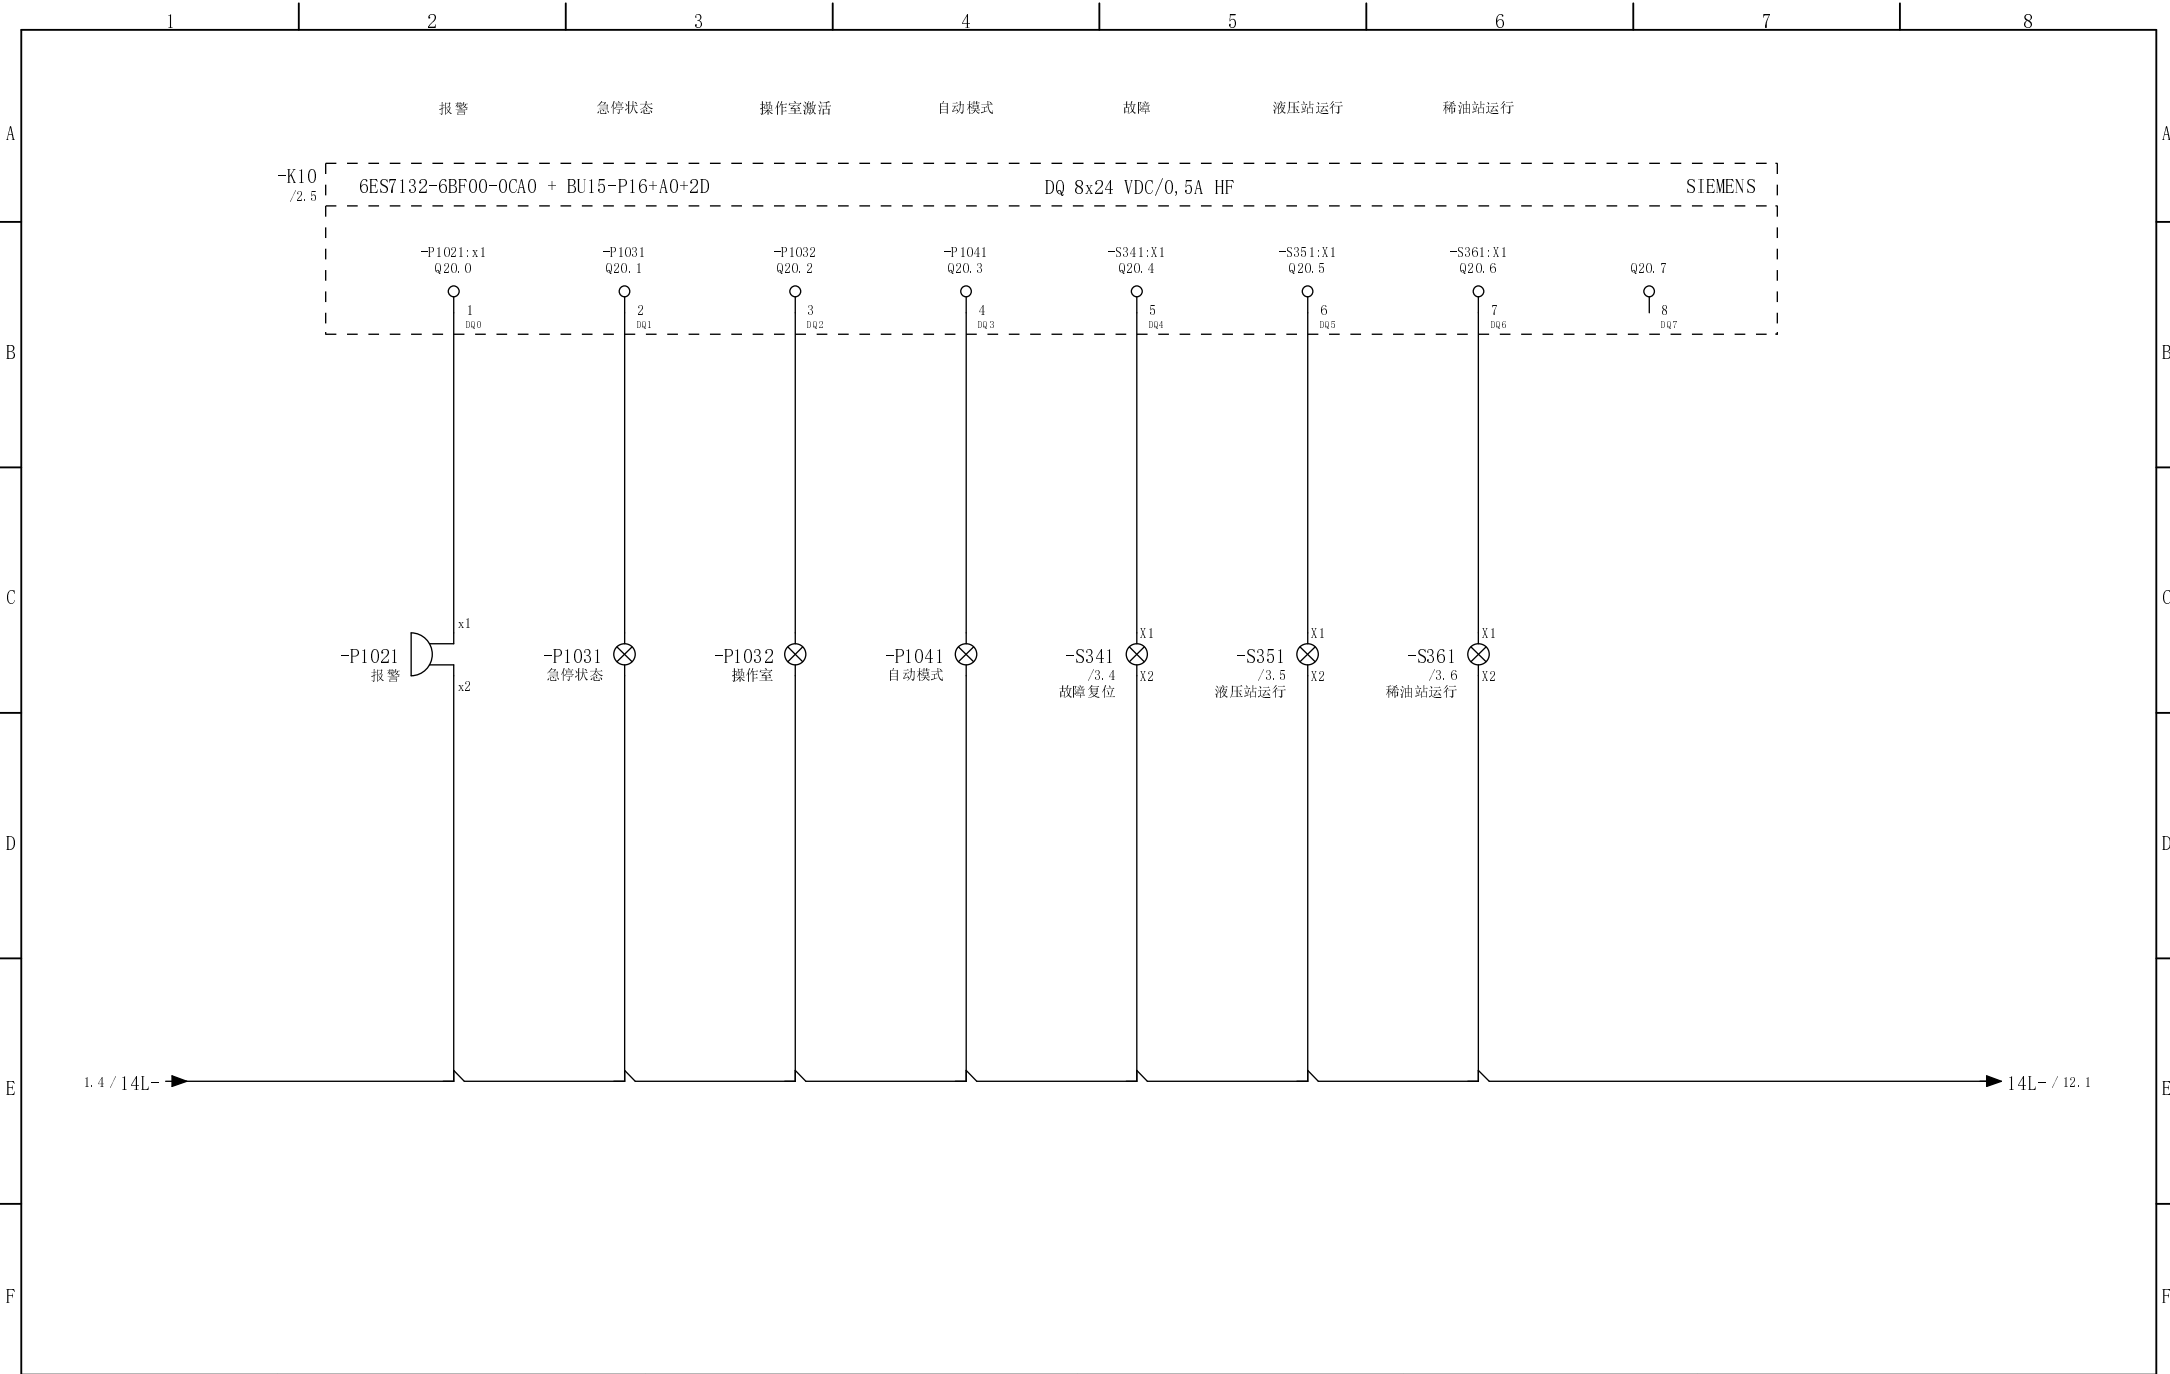 1 2 3 4 5 6 7 8
报警 急停状态 操作室激活 自动模式 故障 液压站运行 稀油站运行
A A
-K10 6ES7132-6BF00-0CA0 + BU15-P16+A0+2D DQ 8x24 VDC/0,5A HF SIEMENS
/2.5
-P1021:x1 -P1031 -P1032 -P1041 -S341:X1 -S351:X1 -S361:X1
Q20.0 Q20.1 Q20.2 Q20.3 Q20.4 Q20.5 Q20.6 Q20.7
1 2 3 4 5 6 7 8
DQ0 DQ1 DQ2 DQ3 DQ4 DQ5 DQ6 DQ7
B B
C C
x1 X1 X1 X1
-P1021 -P1031 -P1032 -P1041 -S341 -S351 -S361
报警 急停状态 操作室 自动模式 /3.4 X2 /3.5 X2 /3.6 X2
x2 故障复位 液压站运行 稀油站运行
D D
1.4 / 14L- 14L- / 12.1
E E
F F